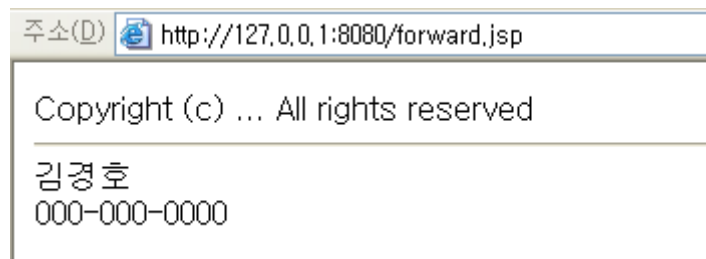 주소(D) http://127.0.0.1:8080/forward.jsp
Copyright (c) ... All rights reserved
김경호
000-000-0000